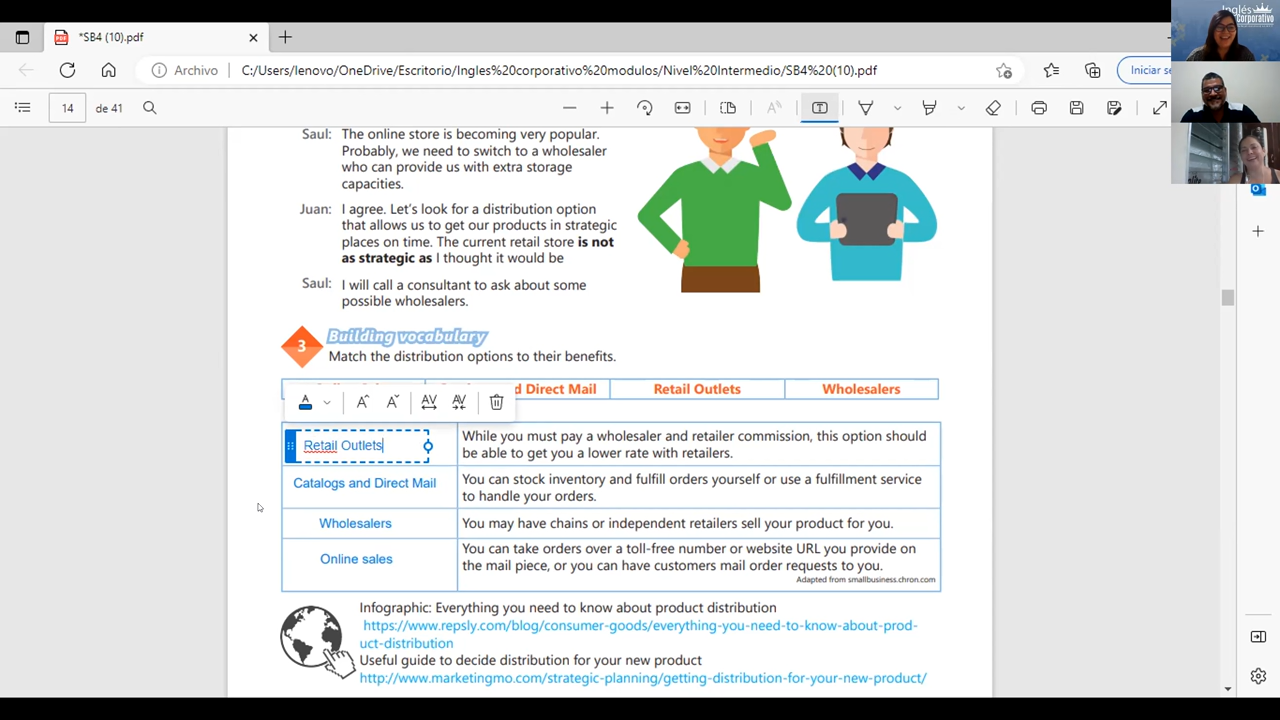 *SB4 (10).pdf
Archivo
C:/Users/lenovo/OneDrive/Escritorio/Ingles%20corporativo%20modulos/Nivel%20Intermedio/SB4%20(10).pdf
Iniciar se
14 de 41
Inglés
Corporativo
Saul: The online store is becoming very popular.
Probably, we need to switch to a wholesaler
who can provide us with extra storage
capacities.
Juan: I agree. Let's look for a distribution option
that allows us to get our products in strategic
places on time. The current retail store is not
as strategic as I thought it would be
Saul: I will call a consultant to ask about some
possible wholesalers.
3 Building vocabulary
Match the distribution options to their benefits.
d Direct Mail Retail Outlets Wholesalers
Retail Outlets While you must pay a wholesaler and retailer commission, this option should
be able to get you a lower rate with retailers.
Catalogs and Direct Mail You can stock inventory and fulfill orders yourself or use a fulfillment service
to handle your orders.
Wholesalers You may have chains or independent retailers sell your product for you.
Online sales You can take orders over a toll-free number or website URL you provide on
the mail piece, or you can have customers mail order requests to you.
Adapted from smallbusiness.chron.com
Infographic: Everything you need to know about product distribution
https://www.repsly.com/blog/consumer-goods/everything-you-need-to-know-about-prod-
uct-distribution
Useful guide to decide distribution for your new product
http://www.marketingmo.com/strategic-planning/getting-distribution-for-your-new-product/